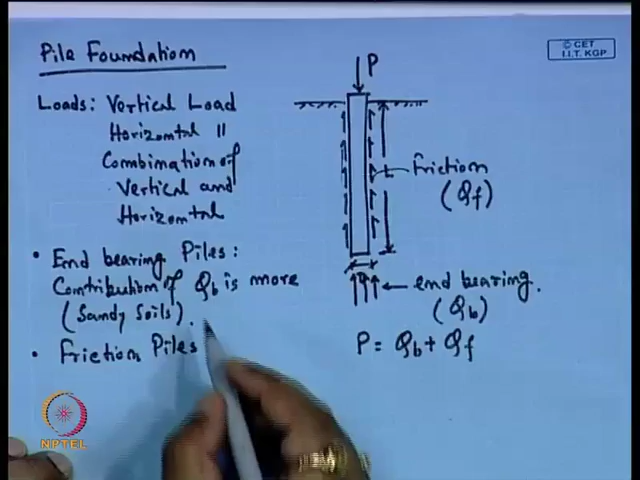 Pile Foundation
© CET
I.I.T. KGP
P
Loads: Vertical Load
Horizontal "
Combination of
Vertical and
Horizontal
L
friction
(Qf)
• End bearing Piles:
Contribution of Qb is more
(Sandy Soils).
• Friction Piles
end bearing.
(Qb)
P = Qb + Qf
NPTEL